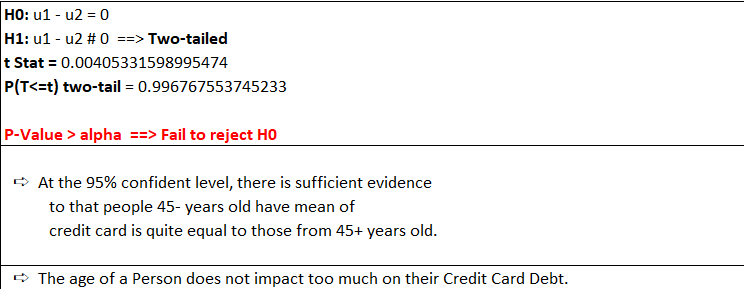 H0: u1 - u2 = 0
H1: u1 - u2 # 0 ==> Two-tailed
t Stat = 0.00405331598995474
P(T<=t) two-tail = 0.996767553745233
P-Value > alpha ==> Fail to reject H0
⇨ At the 95% confident level, there is sufficient evidence
to that people 45- years old have mean of
credit card is quite equal to those from 45+ years old.
⇨ The age of a Person does not impact too much on their Credit Card Debt.